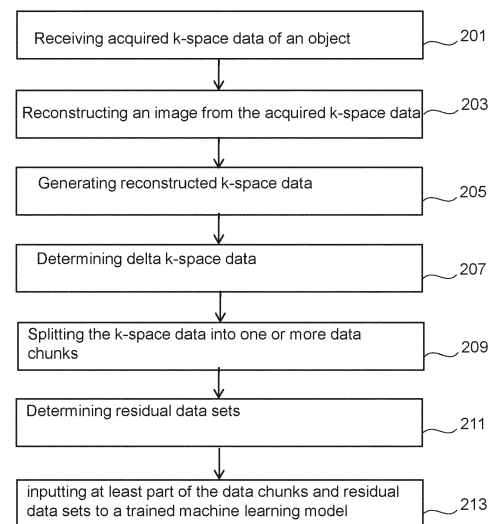 Receiving acquired k-space data of an object
201
Reconstructing an image from the acquired k-space data
203
Generating reconstructed k-space data
205
Determining delta k-space data
207
Splitting the k-space data into one or more data
chunks
209
Determining residual data sets
211
inputting at least part of the data chunks and residual
data sets to a trained machine learning model
213